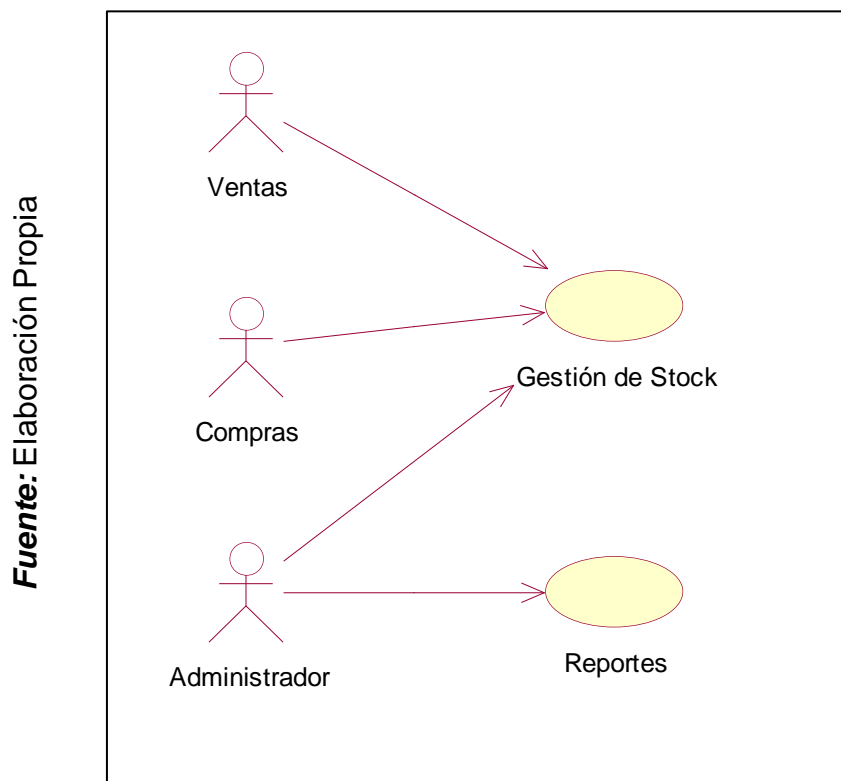 Fuente: Elaboración Propia
Ventas
Compras
Gestión de Stock
Administrador
Reportes